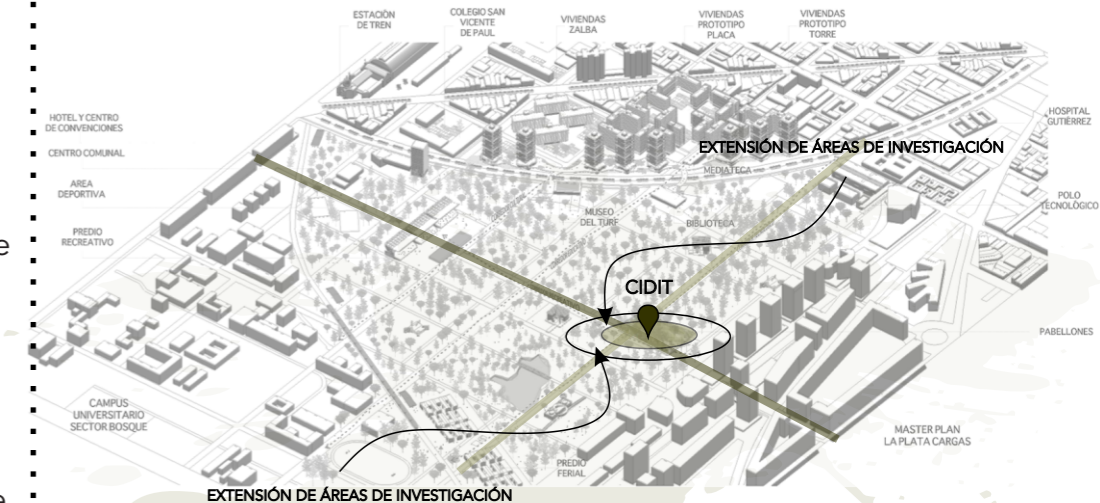 ESTACIÓN
DE TREN
COLEGIO SAN
VICENTE
DE PAUL
VIVIENDAS
ZALBA
VIVIENDAS
PROTOTIPO
PLACA
VIVIENDAS
PROTOTIPO
TORRE
HOTEL Y CENTRO
DE CONVENCIONES
CENTRO COMUNAL
AREA
DEPORTIVA
PREDIO
RECREATIVO
HOSPITAL
GUTIÉRREZ
EXTENSIÓN DE ÁREAS DE INVESTIGACIÓN
MEDIATECA
POLO
TECNOLÓGICO
MUSEO
DEL TURF
BIBLIOTECA
e
CIDIT
PABELLONES
CAMPUS
UNIVERSITARIO
SECTOR BOSQUE
MASTER PLAN
LA PLATA CARGAS
PREDIO
FERIAL
e
EXTENSIÓN DE ÁREAS DE INVESTIGACIÓN